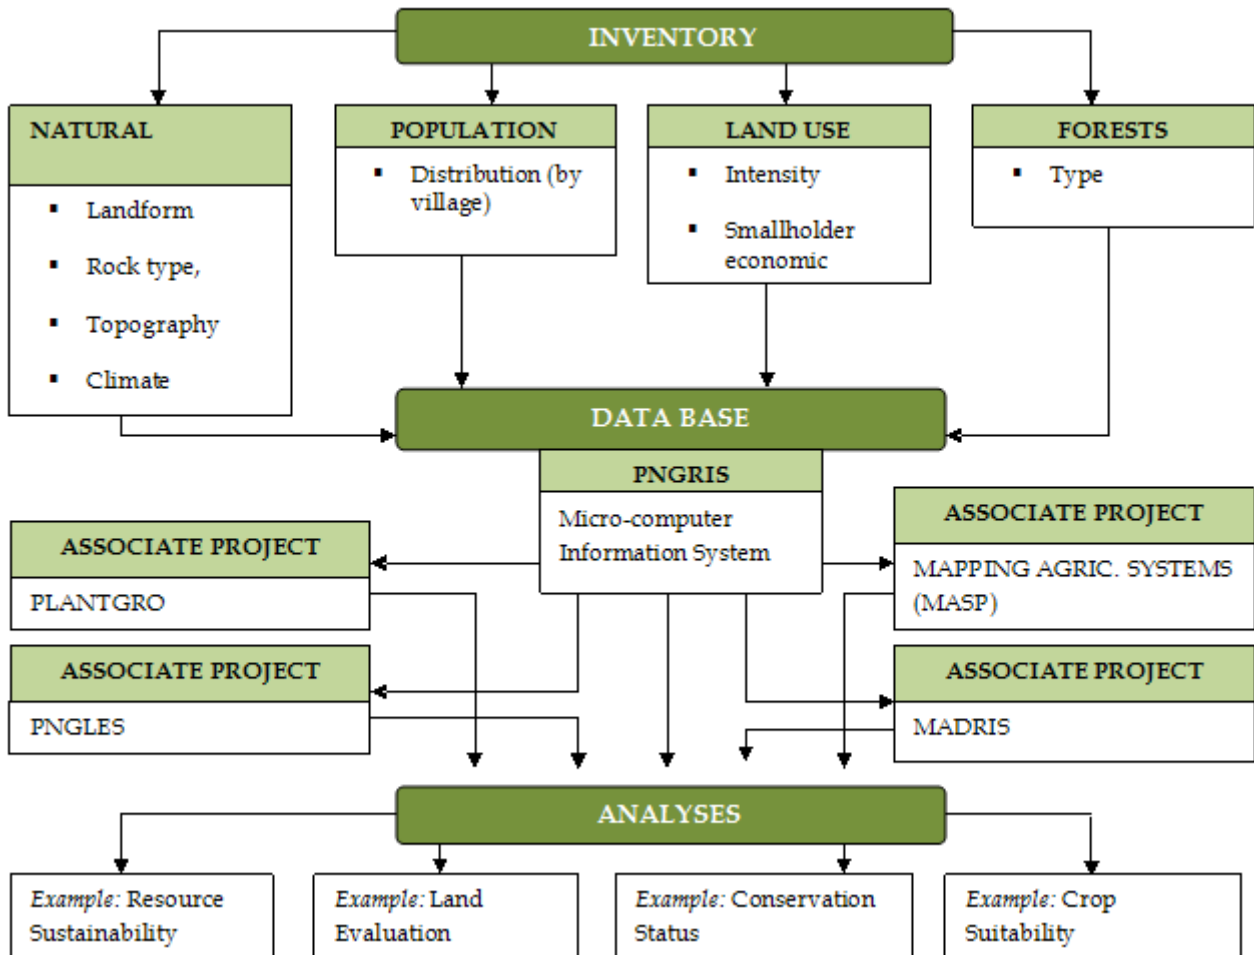 INVENTORY
NATURAL
▪ Landform
▪ Rock type,
▪ Topography
▪ Climate
POPULATION
▪ Distribution (by
village)
LAND USE
▪ Intensity
▪ Smallholder
economic
FORESTS
▪ Type
DATA BASE
PNGRIS
Micro-computer
Information System
ASSOCIATE PROJECT
PLANTGRO
ASSOCIATE PROJECT
MAPPING AGRIC. SYSTEMS
(MASP)
ASSOCIATE PROJECT
PNGLES
ASSOCIATE PROJECT
MADRIS
ANALYSES
Example: Resource
Sustainability
Example: Land
Evaluation
Example: Conservation
Status
Example: Crop
Suitability